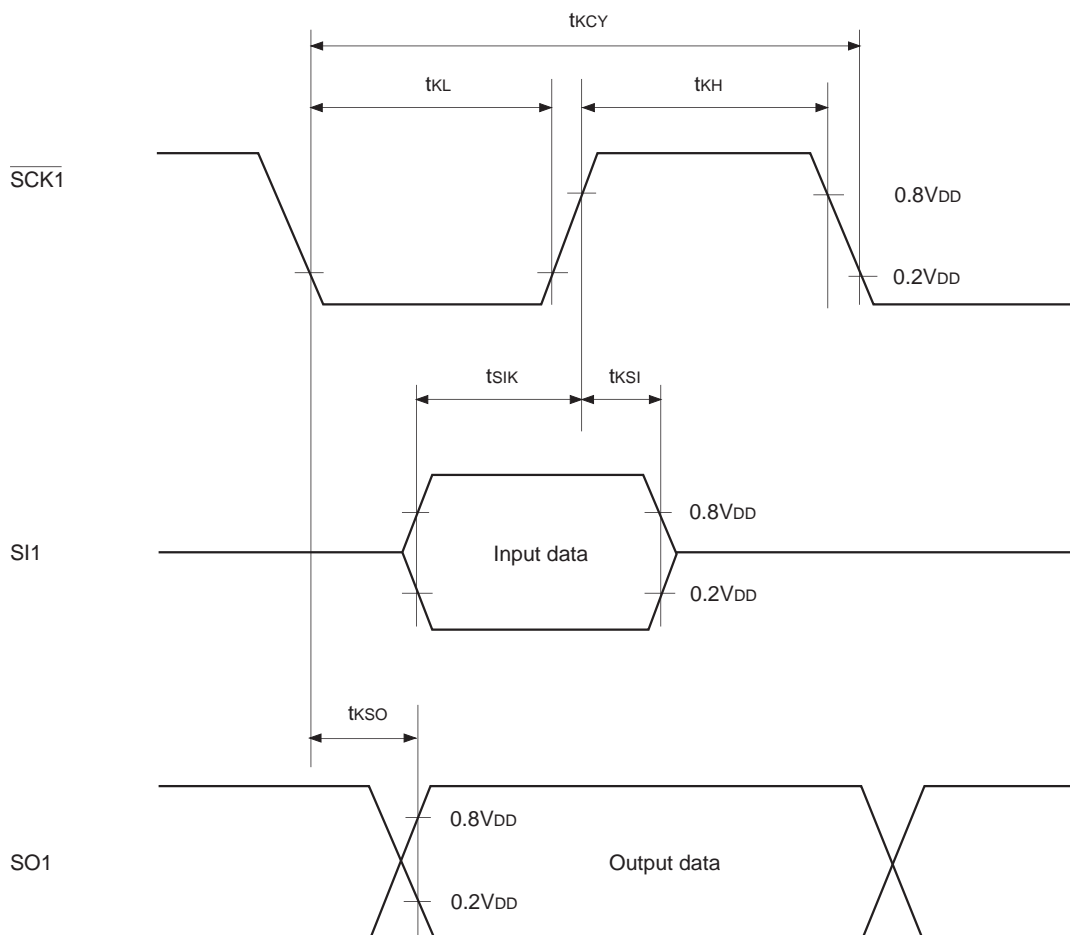 tKCY
tKL
tKH
SCK1
0.8VDD
0.2VDD
tSIK
tKSI
0.8VDD
SI1
Input data
0.2VDD
tKSO
0.8VDD
SO1
Output data
0.2VDD